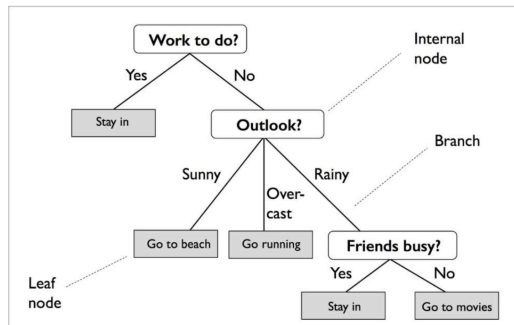 Work to do?
Internal
node
Yes
No
Stay in
Outlook?
Branch
Sunny
Over-
cast
Rainy
Go to beach
Go running
Friends busy?
Leaf
node
Yes
No
Stay in
Go to movies